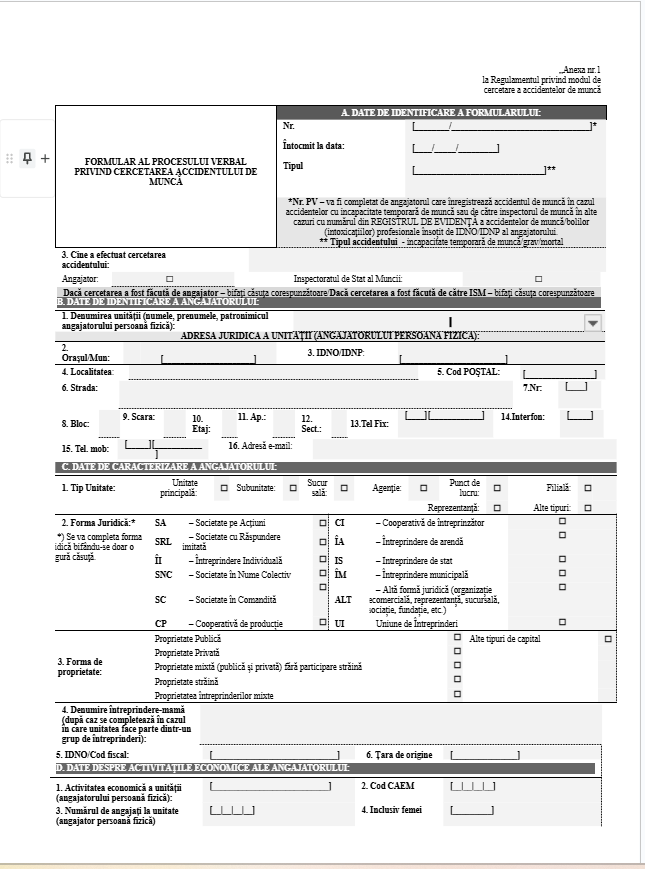 „Anexa nr.1
la Regulamentul privind modul de
cercetare a accidentelor de muncă
FORMULAR AL PROCESULUI VERBAL
PRIVIND CERCETAREA ACCIDENTULUI DE
MUNCĂ
A. DATE DE IDENTIFICARE A FORMULARULUI:
Nr. [_______/______________________________]*
Întocmit la data: [____/____/________]
Tipul [____________________________]**
*Nr. PV – va fi completat de angajatorul care înregistrează accidentul de muncă în cazul
accidentelor cu incapacitate temporară de muncă sau de către inspectorul de muncă în alte
cazuri cu numărul din REGISTRUL DE EVIDENȚĂ a accidentelor de muncă/bolilor
(intoxicațiilor) profesionale însoțit de IDNO/IDNP al angajatorului.
** Tipul accidentului - incapacitate temporară de muncă/grav/mortal
3. Cine a efectuat cercetarea
accidentului:
Angajator: □ Inspectoratul de Stat al Muncii: □
Dacă cercetarea a fost făcută de angajator – bifați căsuța corespunzătoare/Dacă cercetarea a fost făcută de către ISM – bifați căsuța corespunzătoare
B. DATE DE IDENTIFICARE A ANGAJATORULUI:
1. Denumirea unității (numele, prenumele, patronimicul
angajatorului persoană fizică):
ADRESA JURIDICA A UNITĂȚII (ANGAJATORULUI PERSOANA FIZICA):
2.
Orașul/Mun: [____________________] 3. IDNO/IDNP: [_______________________]
4. Localitatea: 5. Cod POȘTAL: [_______________]
6. Strada: 7.Nr: [____]
8. Bloc: 9. Scara: 10. Etaj: 11. Ap.: 12. Sect.: 13.Tel Fix: [____][____________] 14.Interfon: [_____]
15. Tel. mob: [_____][__________] 16. Adresă e-mail:
C. DATE DE CARACTERIZARE A ANGAJATORULUI:
1. Tip Unitate: Unitate principală: □ Subunitate: □ Sucursală: □ Agenție: □ Punct de lucru: □ Filială: □
Reprezentanță: □ Alte tipuri: □
2. Forma Juridică:*
*) Se va completa forma
idică bifându-se doar o
gură căsuță.
SA – Societate pe Acțiuni □ CI – Cooperativă de întreprinzător □
SRL – Societate cu Răspundere imitată □ ÎA – Întreprindere de arendă □
ÎI – Întreprindere Individuală □ IS – Întreprindere de stat □
SNC – Societate în Nume Colectiv □ ÎM – Întreprindere municipală □
SC – Societate în Comandită □ ALT – Altă formă juridică (organizație
ecomercială, reprezentanță, sucursală,
ociație, fundație, etc.) □
CP – Cooperativă de producție □ UI Uniune de Întreprinderi □
3. Forma de
proprietate:
Proprietate Publică □ Alte tipuri de capital □
Proprietate Privată □
Proprietate mixtă (publică și privată) fără participare străină □
Proprietate străină □
Proprietatea întreprinderilor mixte □
4. Denumire întreprindere-mamă
(după caz se completează în cazul
în care unitatea face parte dintr-un
grup de întreprinderi):
5. IDNO/Cod fiscal: [____________________________] 6. Țara de origine [______________]
D. DATE DESPRE ACTIVITĂȚILE ECONOMICE ALE ANGAJATORULUI:
1. Activitatea economică a unității
(angajatorului persoană fizică): [__________________________] 2. Cod CAEM [_|_|_|_]
3. Numărul de angajați la unitate
(angajator persoană fizică) [_|_|_|_] 4. Inclusiv femei [________]